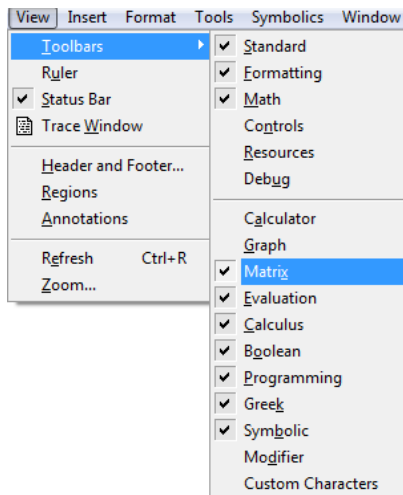 View Insert Format Tools Symbolics Window
Toolbars
Ruler
Status Bar
Trace Window
Header and Footer...
Regions
Annotations
Refresh Ctrl+R
Zoom...
Standard
Formatting
Math
Controls
Resources
Debug
Calculator
Graph
Matrix
Evaluation
Calculus
Boolean
Programming
Greek
Symbolic
Modifier
Custom Characters